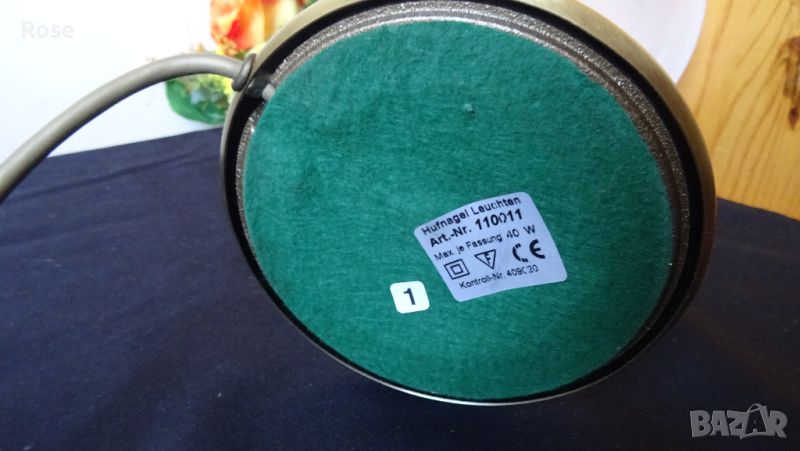 Rose
Hufnagel Leuchten
Art.-Nr. 110011
Max. je Fassung 40 W
F CE
Kontroll-Nr. 409020
1
BAZAR